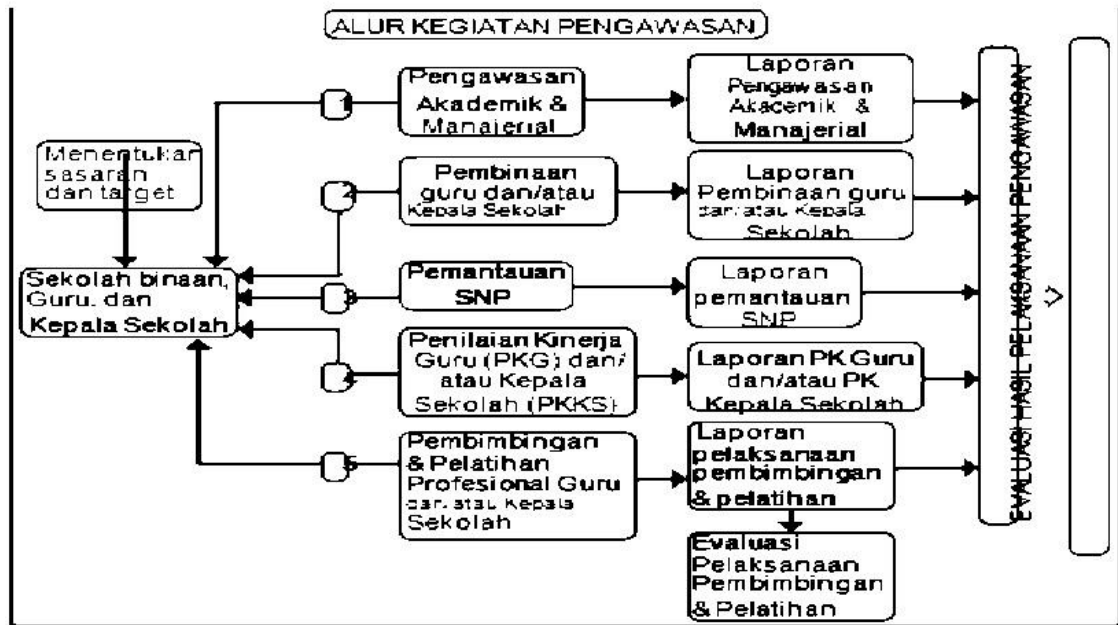 ALUR KEGIATAN PENGAWASAN
Menentukan
sasaran
dan target
Sekolah binaan,
Guru. dan
Kepala Sekolah
1
Pengawasan
Akademik &
Manajerial
Laporan
Pengawasan
Akademik &
Manajerial
2
Pembinaan
guru dan/atau
Kepala Sekolah
Laporan
Pembinaan guru
dan/atau Kepala
Sekolah
3
Pemantauan
SNP
Laporan
pemantauan
SNP
4
Penilaian Kinerja
Guru (PKG) dan/
atau Kepala
Sekolah (PKKS)
Laporan PK Guru
dan/atau PK
Kepala Sekolah
5
Pembimbingan
& Pelatihan
Profesional Guru
dan/atau Kepala
Sekolah
Laporan
pelaksanaan
pembimbingan
& pelatihan
Evaluasi
Pelaksanaan
Pembimbingan
& Pelatihan
EVALUASI HASIL PELAKSANAAN PENGAWASAN